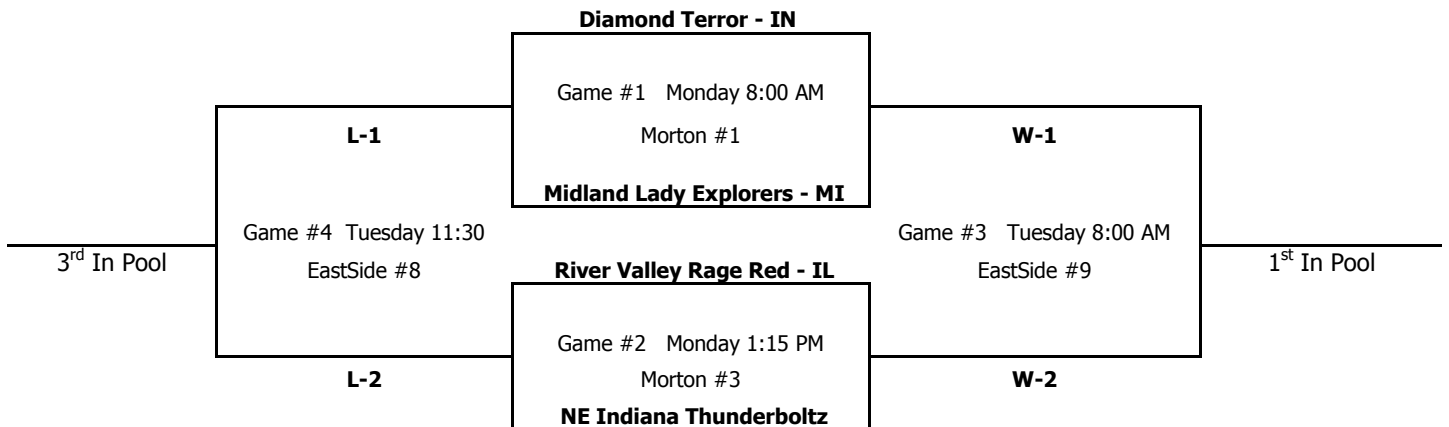 Diamond Terror - IN
Game #1 Monday 8:00 AM
L-1 Morton #1 W-1
Midland Lady Explorers - MI
Game #4 Tuesday 11:30 Game #3 Tuesday 8:00 AM
3rd In Pool EastSide #8 River Valley Rage Red - IL EastSide #9 1st In Pool
Game #2 Monday 1:15 PM
L-2 Morton #3 W-2
NE Indiana Thunderboltz